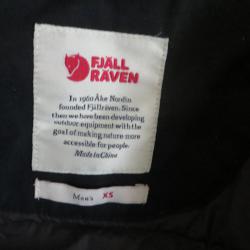 FJÄLL
RÄVEN
In 1960 Åke Nordin
founded Fjällräven. Since
then we have been developing
outdoor equipment with the
goal of making nature more
accessible for people.
Made in China
Men's XS